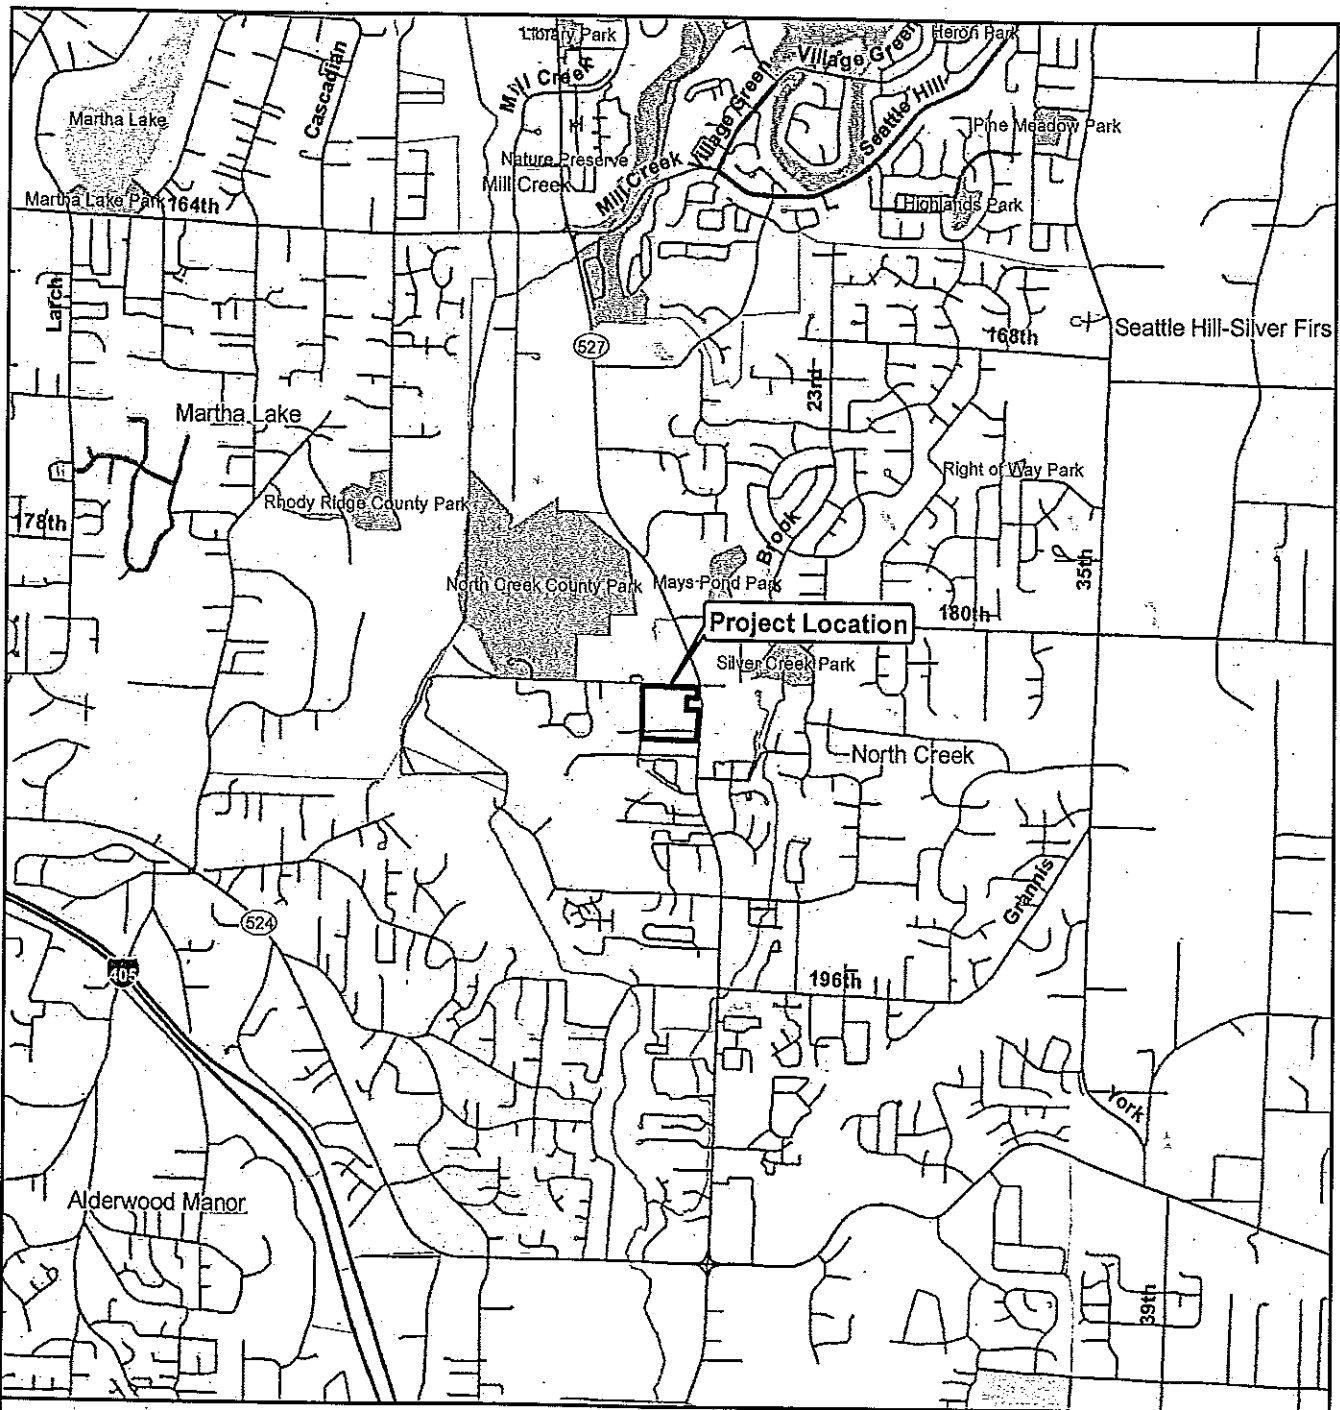 Library Park
Heron Park
Village Green
Cascadian
Mill Creek
Village Green
Seattle Hill
Martha Lake
Pine Meadow Park
H
Nature Preserve
Mill Creek
Mill Creek
Martha Lake Park
164th
Highlands Park
Larch
527
168th
Seattle Hill-Silver Firs
23rd
Martha Lake
Right of Way Park
Rhody Ridge County Park
178th
Brook
35th
North Creek County Park
Mays Pond Park
180th
Project Location
Silver Creek Park
North Creek
Grannis
524
405
196th
York
Alderwood Manor
39th